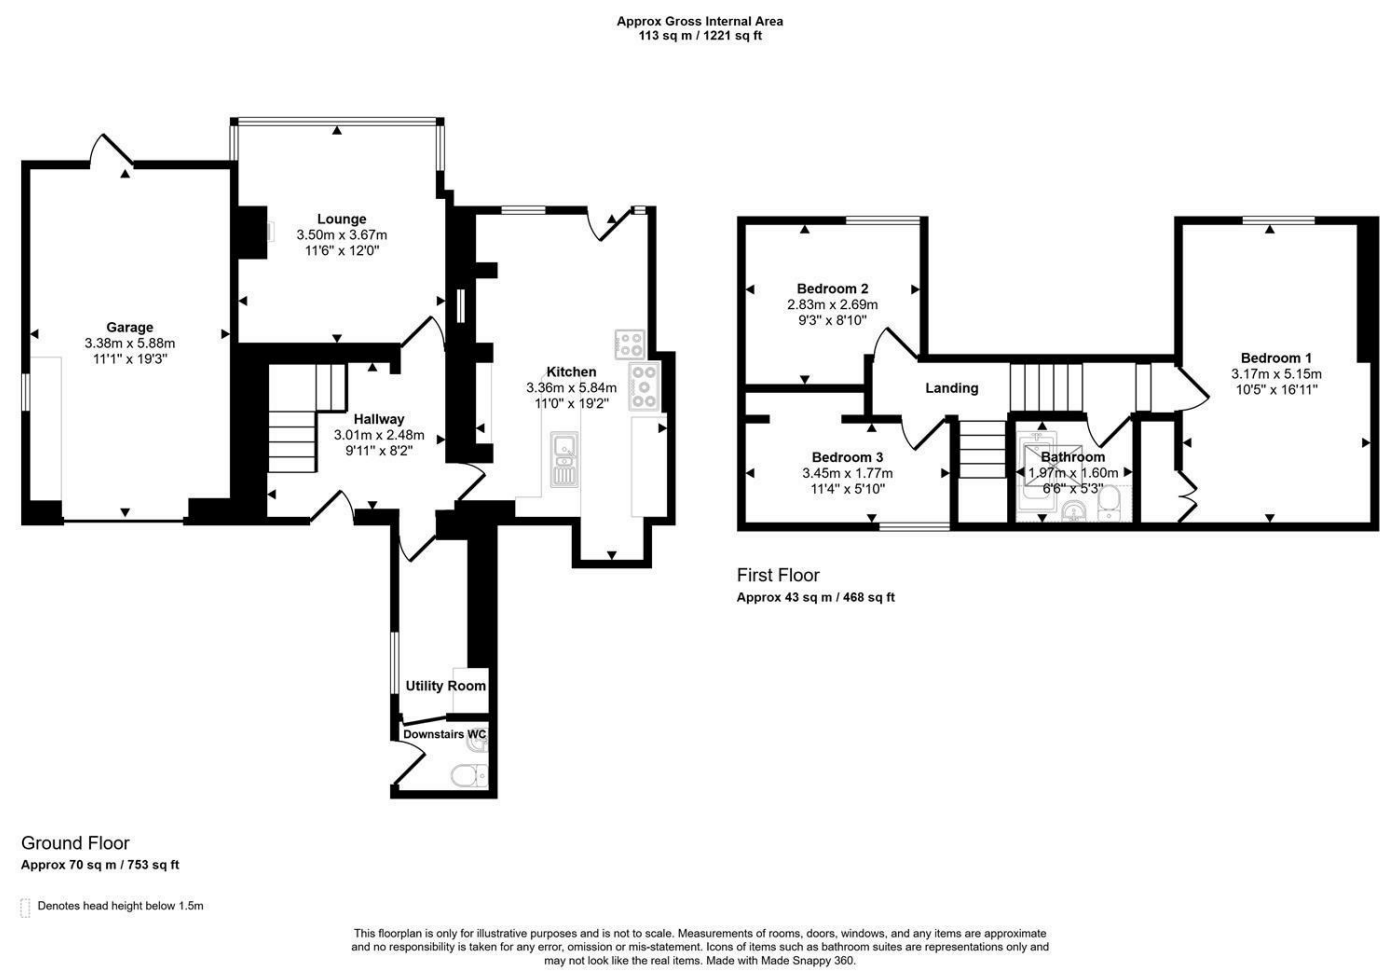 Approx Gross Internal Area
113 sq m / 1221 sq ft
Lounge
3.50m x 3.67m
11'6" x 12'0"
Garage
3.38m x 5.88m
11'1" x 19'3"
Kitchen
3.36m x 5.84m
11'0" x 19'2"
Hallway
3.01m x 2.48m
9'11" x 8'2"
Utility Room
Downstairs WC
Bedroom 2
2.83m x 2.69m
9'3" x 8'10"
Landing
Bedroom 1
3.17m x 5.15m
10'5" x 16'11"
Bedroom 3
3.45m x 1.77m
11'4" x 5'10"
Bathroom
1.97m x 1.60m
6'6" x 5'3"
First Floor
Approx 43 sq m / 468 sq ft
Ground Floor
Approx 70 sq m / 753 sq ft
Denotes head height below 1.5m
This floorplan is only for illustrative purposes and is not to scale. Measurements of rooms, doors, windows, and any items are approximate
and no responsibility is taken for any error, omission or mis-statement. Icons of items such as bathroom suites are representations only and
may not look like the real items. Made with Made Snappy 360.